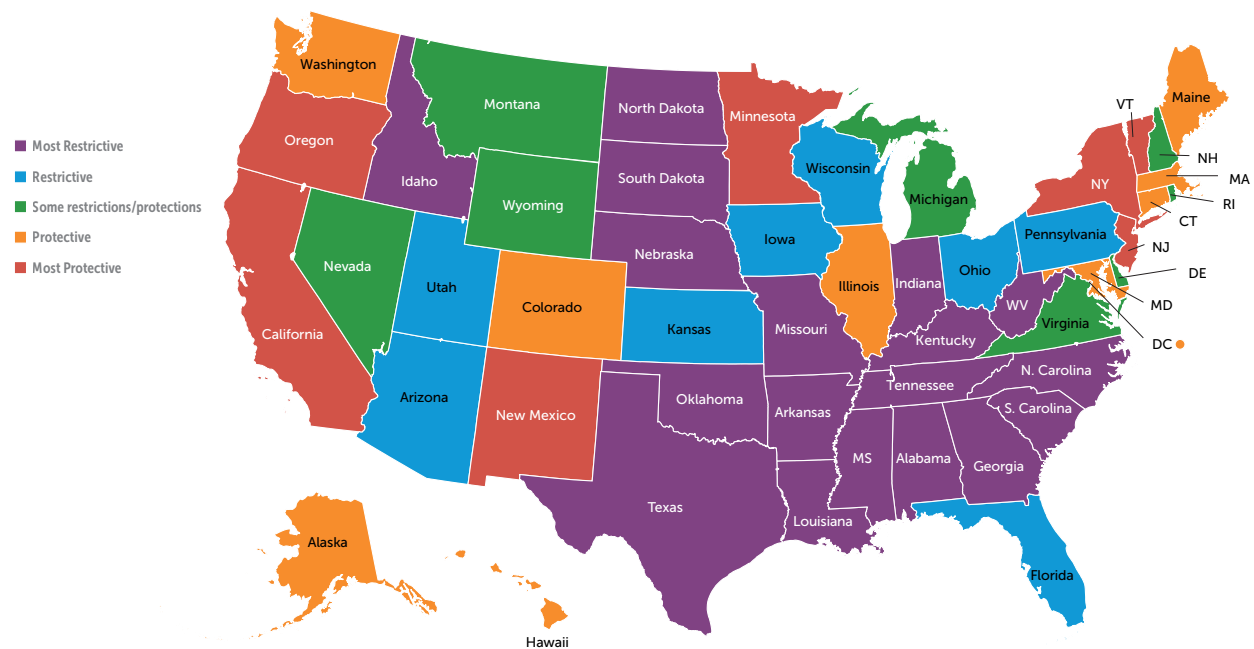 Most Restrictive
Restrictive
Some restrictions/protections
Protective
Most Protective
Washington
Oregon
California
Idaho
Nevada
Montana
Wyoming
Utah
Arizona
Colorado
New Mexico
North Dakota
South Dakota
Nebraska
Kansas
Oklahoma
Texas
Minnesota
Iowa
Missouri
Arkansas
Louisiana
Wisconsin
Illinois
Michigan
Indiana
Ohio
Kentucky
Tennessee
MS
Alabama
Georgia
Florida
S. Carolina
N. Carolina
Virginia
WV
Pennsylvania
NY
VT
Maine
NH
MA
RI
CT
NJ
DE
MD
DC
Alaska
Hawaii